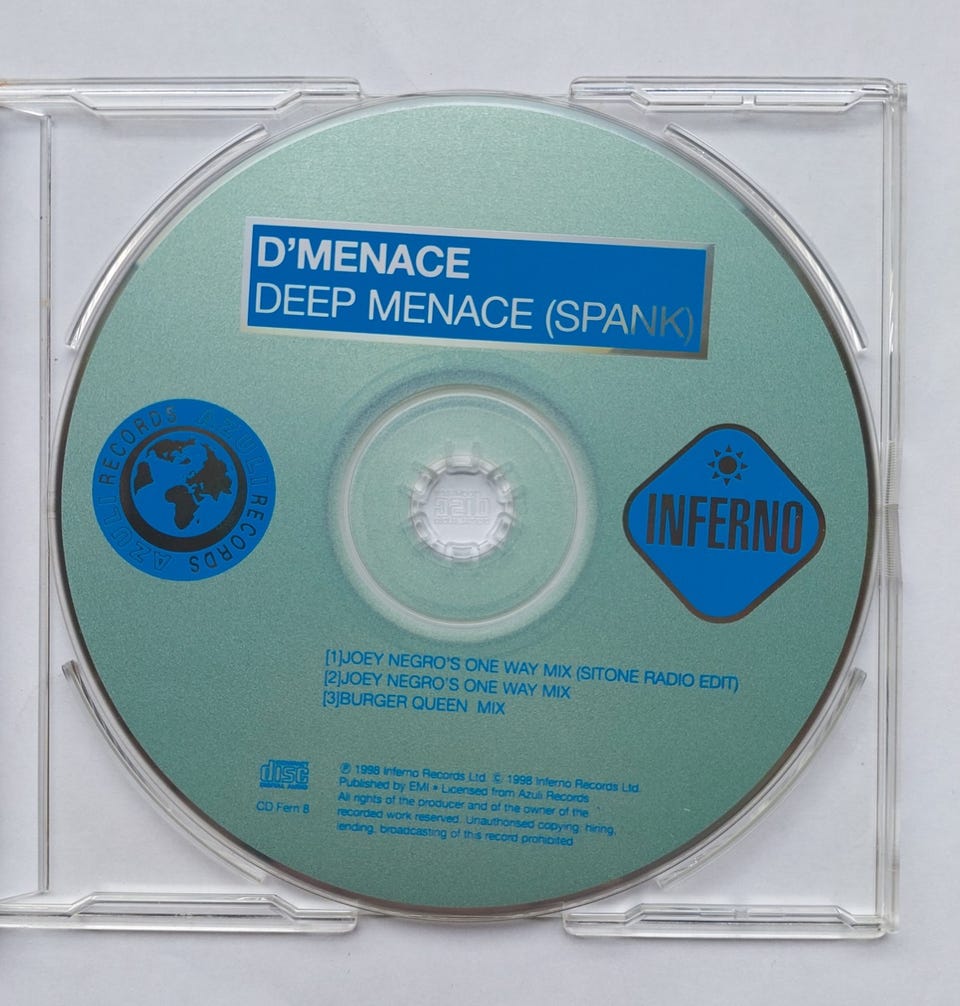 D'MENACE
DEEP MENACE (SPANK)
AZULI RECORDS AZULI RECORDS
INFERNO
[1]JOEY NEGRO'S ONE WAY MIX (SITONE RADIO EDIT)
[2]JOEY NEGRO'S ONE WAY MIX
[3]BURGER QUEEN MIX
disc
DIGITAL AUDIO
CD Fern 8
℗ 1998 Inferno Records Ltd © 1998 Inferno Records Ltd.
Published by EMI • Licensed from Azuli Records
All rights of the producer and of the owner of the
recorded work reserved. Unauthorised copying, hiring,
lending, broadcasting of this record prohibited